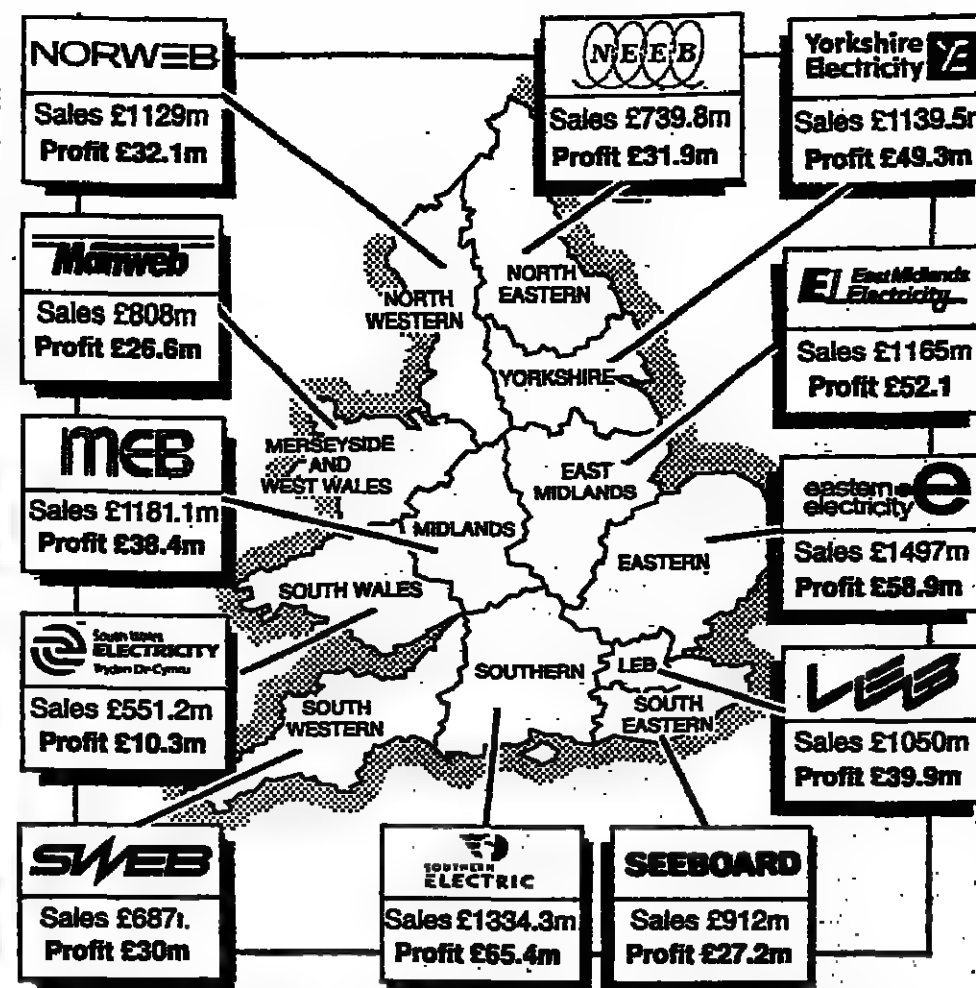 NORWEB
Sales £1129m
Profit £32.1m
NEEB
Sales £739.8m
Profit £31.9m
Yorkshire
Electricity YE
Sales £1139.5m
Profit £49.3m
Manweb
Sales £808m
Profit £26.6m
East Midlands
Electricity
Sales £1165m
Profit £52.1
MEB
Sales £1181.1m
Profit £38.4m
eastern
electricity e
Sales £1497m
Profit £58.9m
South Wales
ELECTRICITY
Trydan De Cymru
Sales £551.2m
Profit £10.3m
LEB
Sales £1050m
Profit £39.9m
SWEB
Sales £687
Profit £30m
SOUTHERN
ELECTRIC
Sales £1334.3m
Profit £65.4m
SEEBOARD
Sales £912m
Profit £27.2m
NORTH
WESTERN
NORTH
EASTERN
YORKSHIRE
MERSEYSIDE
AND
WEST WALES
EAST
MIDLANDS
MIDLANDS
EASTERN
SOUTH WALES
SOUTHERN
LEB
SOUTH
WESTERN
SOUTH
EASTERN